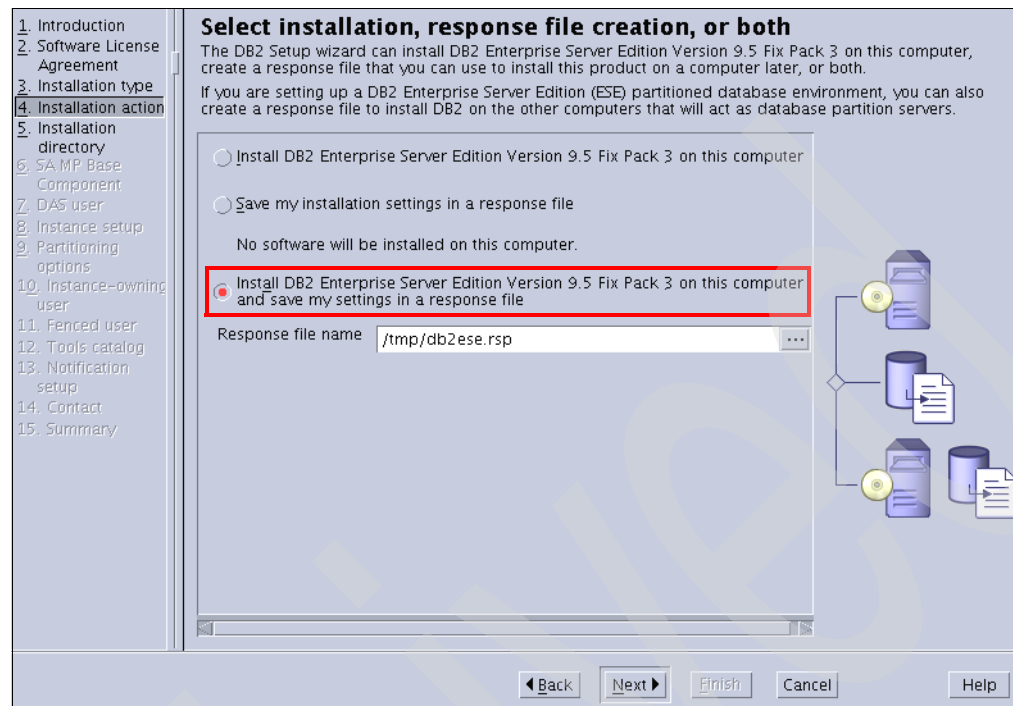 1. Introduction
2. Software License
Agreement
3. Installation type
4. Installation action
5. Installation
directory
6. SA MP Base
Component
7. DAS user
8. Instance setup
9. Partitioning
options
10. Instance-owning
user
11. Fenced user
12. Tools catalog
13. Notification
setup
14. Contact
15. Summary
Select installation, response file creation, or both
The DB2 Setup wizard can install DB2 Enterprise Server Edition Version 9.5 Fix Pack 3 on this computer,
create a response file that you can use to install this product on a computer later, or both.
If you are setting up a DB2 Enterprise Server Edition (ESE) partitioned database environment, you can also
create a response file to install DB2 on the other computers that will act as database partition servers.
Install DB2 Enterprise Server Edition Version 9.5 Fix Pack 3 on this computer
Save my installation settings in a response file
No software will be installed on this computer.
Install DB2 Enterprise Server Edition Version 9.5 Fix Pack 3 on this computer
and save my settings in a response file
Response file name /tmp/db2ese.rsp ...
Back Next Finish Cancel Help